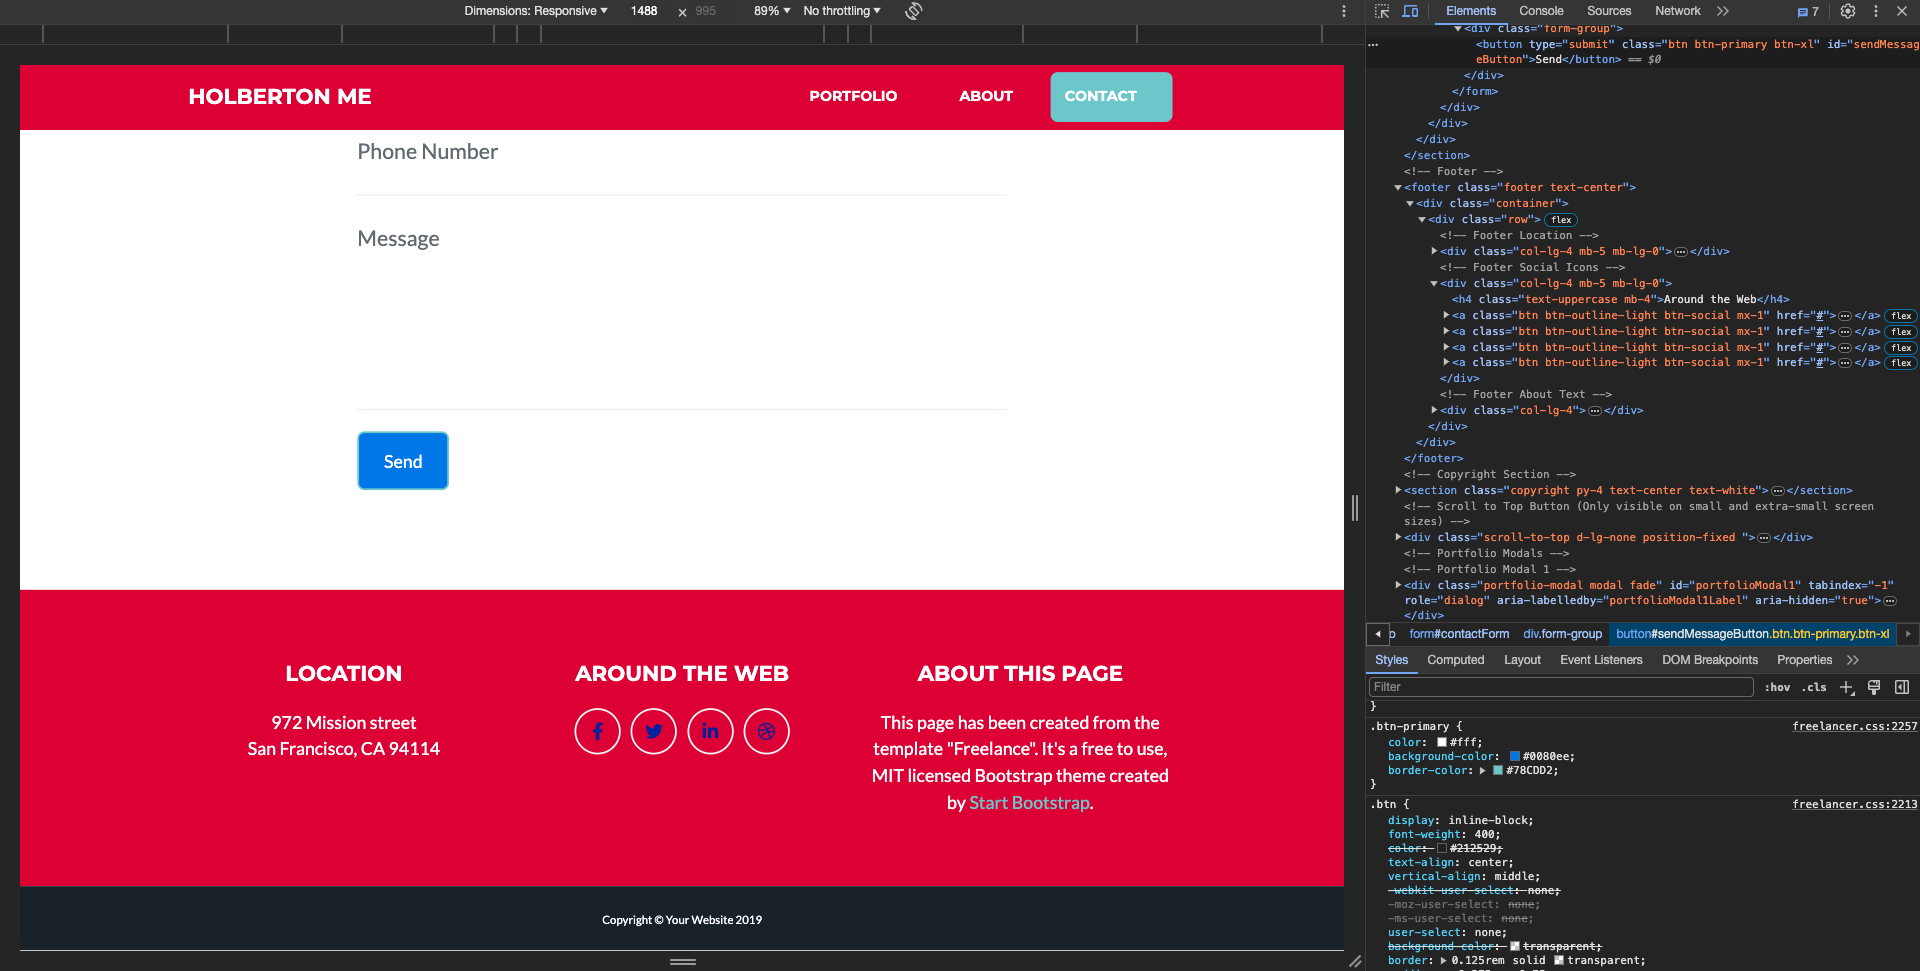 Dimensions: Responsive ▼ 1488 × 995 89% ▼ No throttling ▼
HOLBERTON ME
PORTFOLIO
ABOUT
CONTACT
Phone Number
Message
Send
LOCATION
972 Mission street
San Francisco, CA 94114
AROUND THE WEB
ABOUT THIS PAGE
This page has been created from the
template "Freelance". It's a free to use,
MIT licensed Bootstrap theme created
by Start Bootstrap.
Copyright © Your Website 2019
Elements Console Sources Network 7
<div class="form-group">
<button type="submit" class="btn btn-primary btn-xl" id="sendMessag
eButton">Send</button> == $0
</div>
</form>
</div>
</div>
</div>
</section>
<!-- Footer -->
<footer class="footer text-center">
<div class="container">
<div class="row"> flex
<!-- Footer Location -->
<div class="col-lg-4 mb-5 mb-lg-0">…</div>
<!-- Footer Social Icons -->
<div class="col-lg-4 mb-5 mb-lg-0">
<h4 class="text-uppercase mb-4">Around the Web</h4>
<a class="btn btn-outline-light btn-social mx-1" href="#">…</a> flex
<a class="btn btn-outline-light btn-social mx-1" href="#">…</a> flex
<a class="btn btn-outline-light btn-social mx-1" href="#">…</a> flex
<a class="btn btn-outline-light btn-social mx-1" href="#">…</a> flex
</div>
<!-- Footer About Text -->
<div class="col-lg-4">…</div>
</div>
</div>
</footer>
<!-- Copyright Section -->
<section class="copyright py-4 text-center text-white">…</section>
<!-- Scroll to Top Button (Only visible on small and extra-small screen
sizes) -->
<div class="scroll-to-top d-lg-none position-fixed ">…</div>
<!-- Portfolio Modals -->
<!-- Portfolio Modal 1 -->
<div class="portfolio-modal modal fade" id="portfolioModal1" tabindex="-1"
role="dialog" aria-labelledby="portfolioModal1Label" aria-hidden="true">…
</div>
form#contactForm div.form-group button#sendMessageButton.btn.btn-primary.btn-xl
Styles Computed Layout Event Listeners DOM Breakpoints Properties
Filter :hov .cls
}
.btn-primary { freelancer.css:2257
color: #fff;
background-color: #0080ee;
border-color: #78CDD2;
}
.btn { freelancer.css:2213
display: inline-block;
font-weight: 400;
color: #212529;
text-align: center;
vertical-align: middle;
-webkit-user-select: none;
-moz-user-select: none;
-ms-user-select: none;
user-select: none;
background-color: transparent;
border: 0.125rem solid transparent;